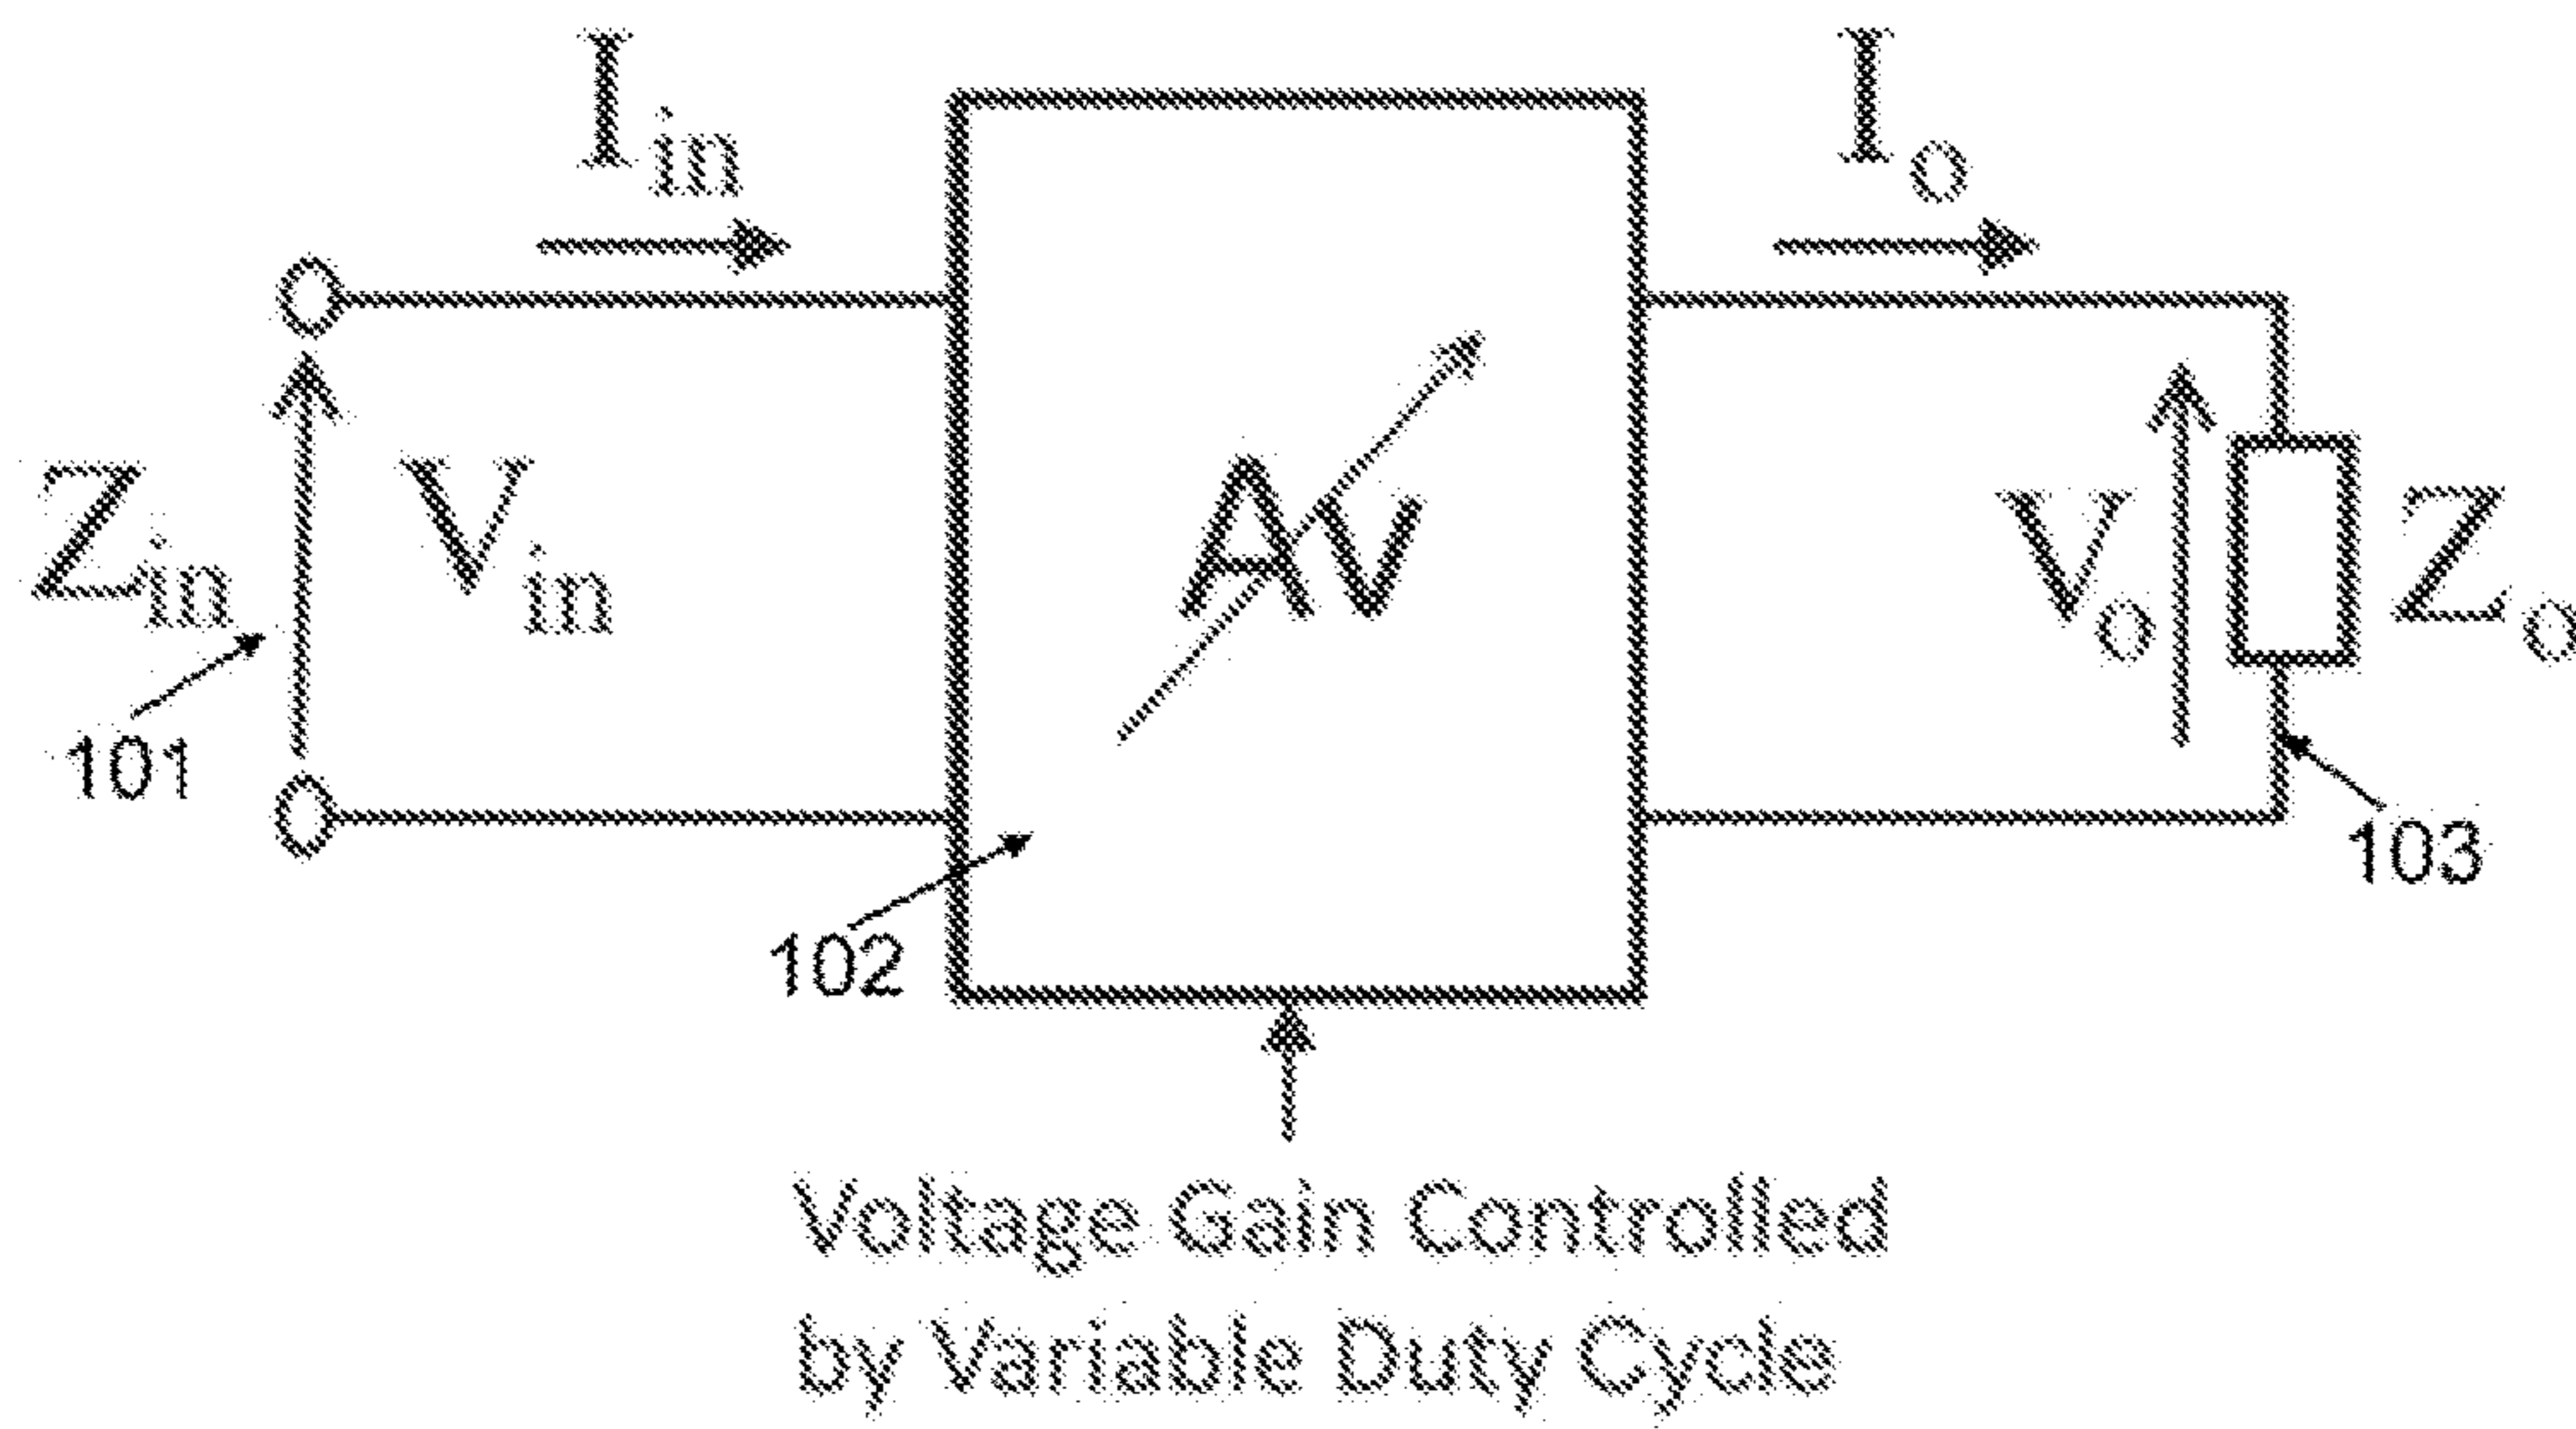 I_in
I_o
Z_in
V_in
Av
V_o
Z_o
101
103
102
Voltage Gain Controlled
by Variable Duty Cycle